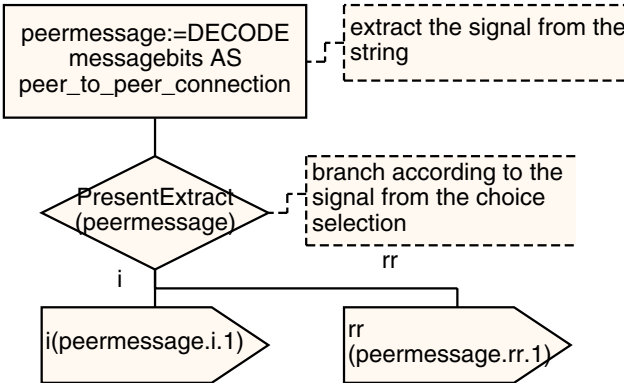 peermessage:=DECODE
messagebits AS
peer_to_peer_connection
extract the signal from the
string
PresentExtract
(peermessage)
branch according to the
signal from the choice
selection
i
rr
i(peermessage.i.1)
rr
(peermessage.rr.1)